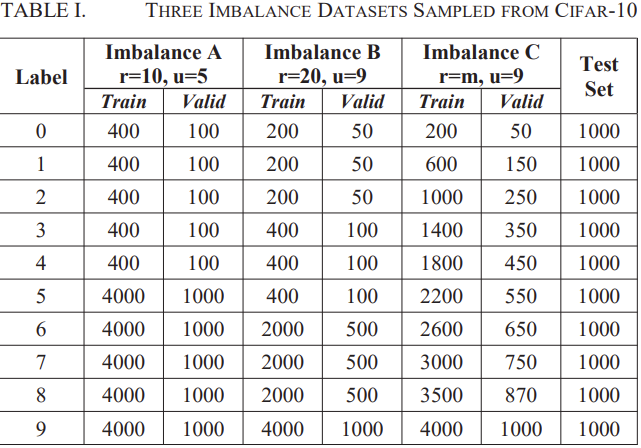 TABLE I. THREE IMBALANCE DATASETS SAMPLED FROM CIFAR-10
Label Imbalance A r=10, u=5 Imbalance B r=20, u=9 Imbalance C r=m, u=9 Test Set
Train Valid Train Valid Train Valid
0 400 100 200 50 200 50 1000
1 400 100 200 50 600 150 1000
2 400 100 200 50 1000 250 1000
3 400 100 400 100 1400 350 1000
4 400 100 400 100 1800 450 1000
5 4000 1000 400 100 2200 550 1000
6 4000 1000 2000 500 2600 650 1000
7 4000 1000 2000 500 3000 750 1000
8 4000 1000 2000 500 3500 870 1000
9 4000 1000 4000 1000 4000 1000 1000